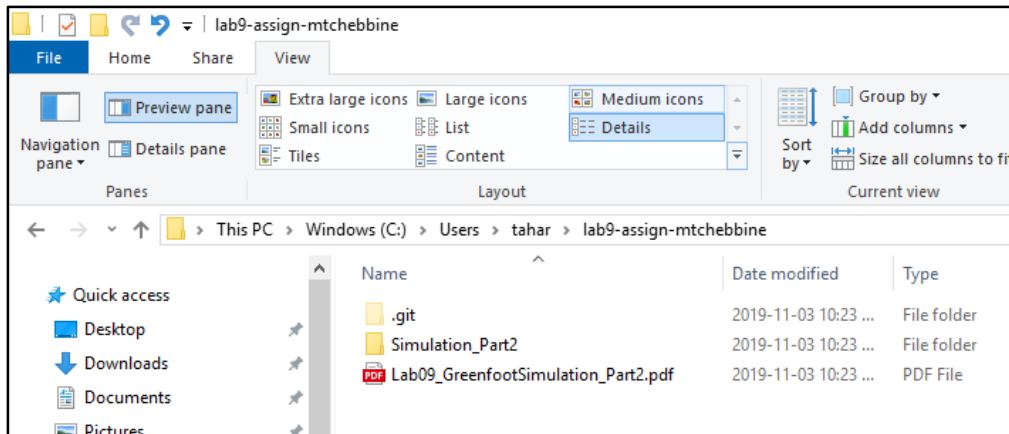 lab9-assign-mtchebbine
File Home Share View
Navigation pane
Preview pane
Details pane
Panes
Extra large icons Large icons Medium icons
Small icons List Details
Tiles Content
Layout
Sort by
Group by
Add columns
Size all columns to fi
Current view
This PC > Windows (C:) > Users > tahar > lab9-assign-mtchebbine
Name Date modified Type
Quick access
Desktop
Downloads
Documents
Pictures
.git 2019-11-03 10:23 ... File folder
Simulation_Part2 2019-11-03 10:23 ... File folder
PDF Lab09_GreenfootSimulation_Part2.pdf 2019-11-03 10:23 ... PDF File